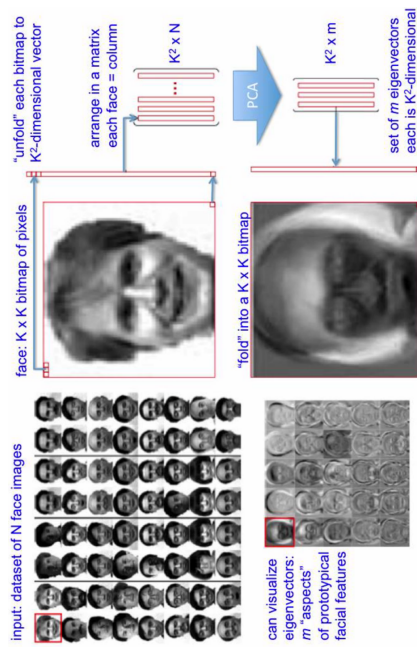 input: dataset of N face images
face: K x K bitmap of pixels
“unfold” each bitmap to
K²-dimensional vector
arrange in a matrix
each face = column
K² x N
PCA
can visualize
eigenvectors:
m “aspects”
of prototypical
facial features
“fold” into a K x K bitmap
K² x m
set of m eigenvectors
each is K²-dimensional